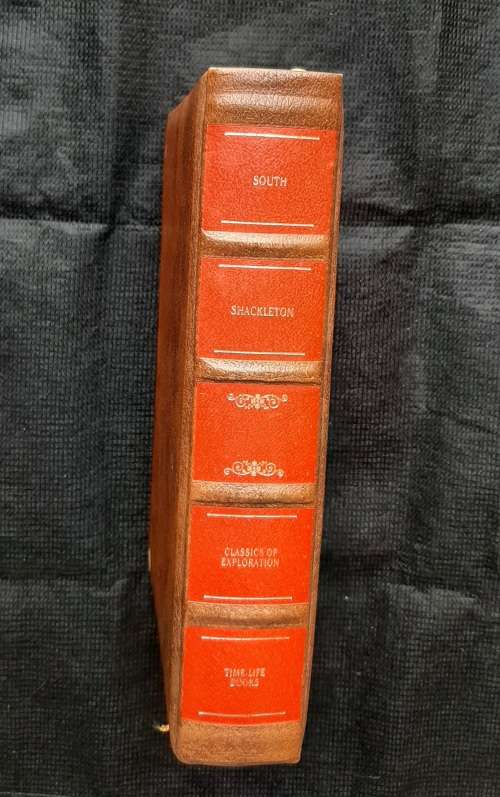 SOUTH
SHACKLETON
CLASSICS OF
EXPLORATION
TIME-LIFE
BOOKS